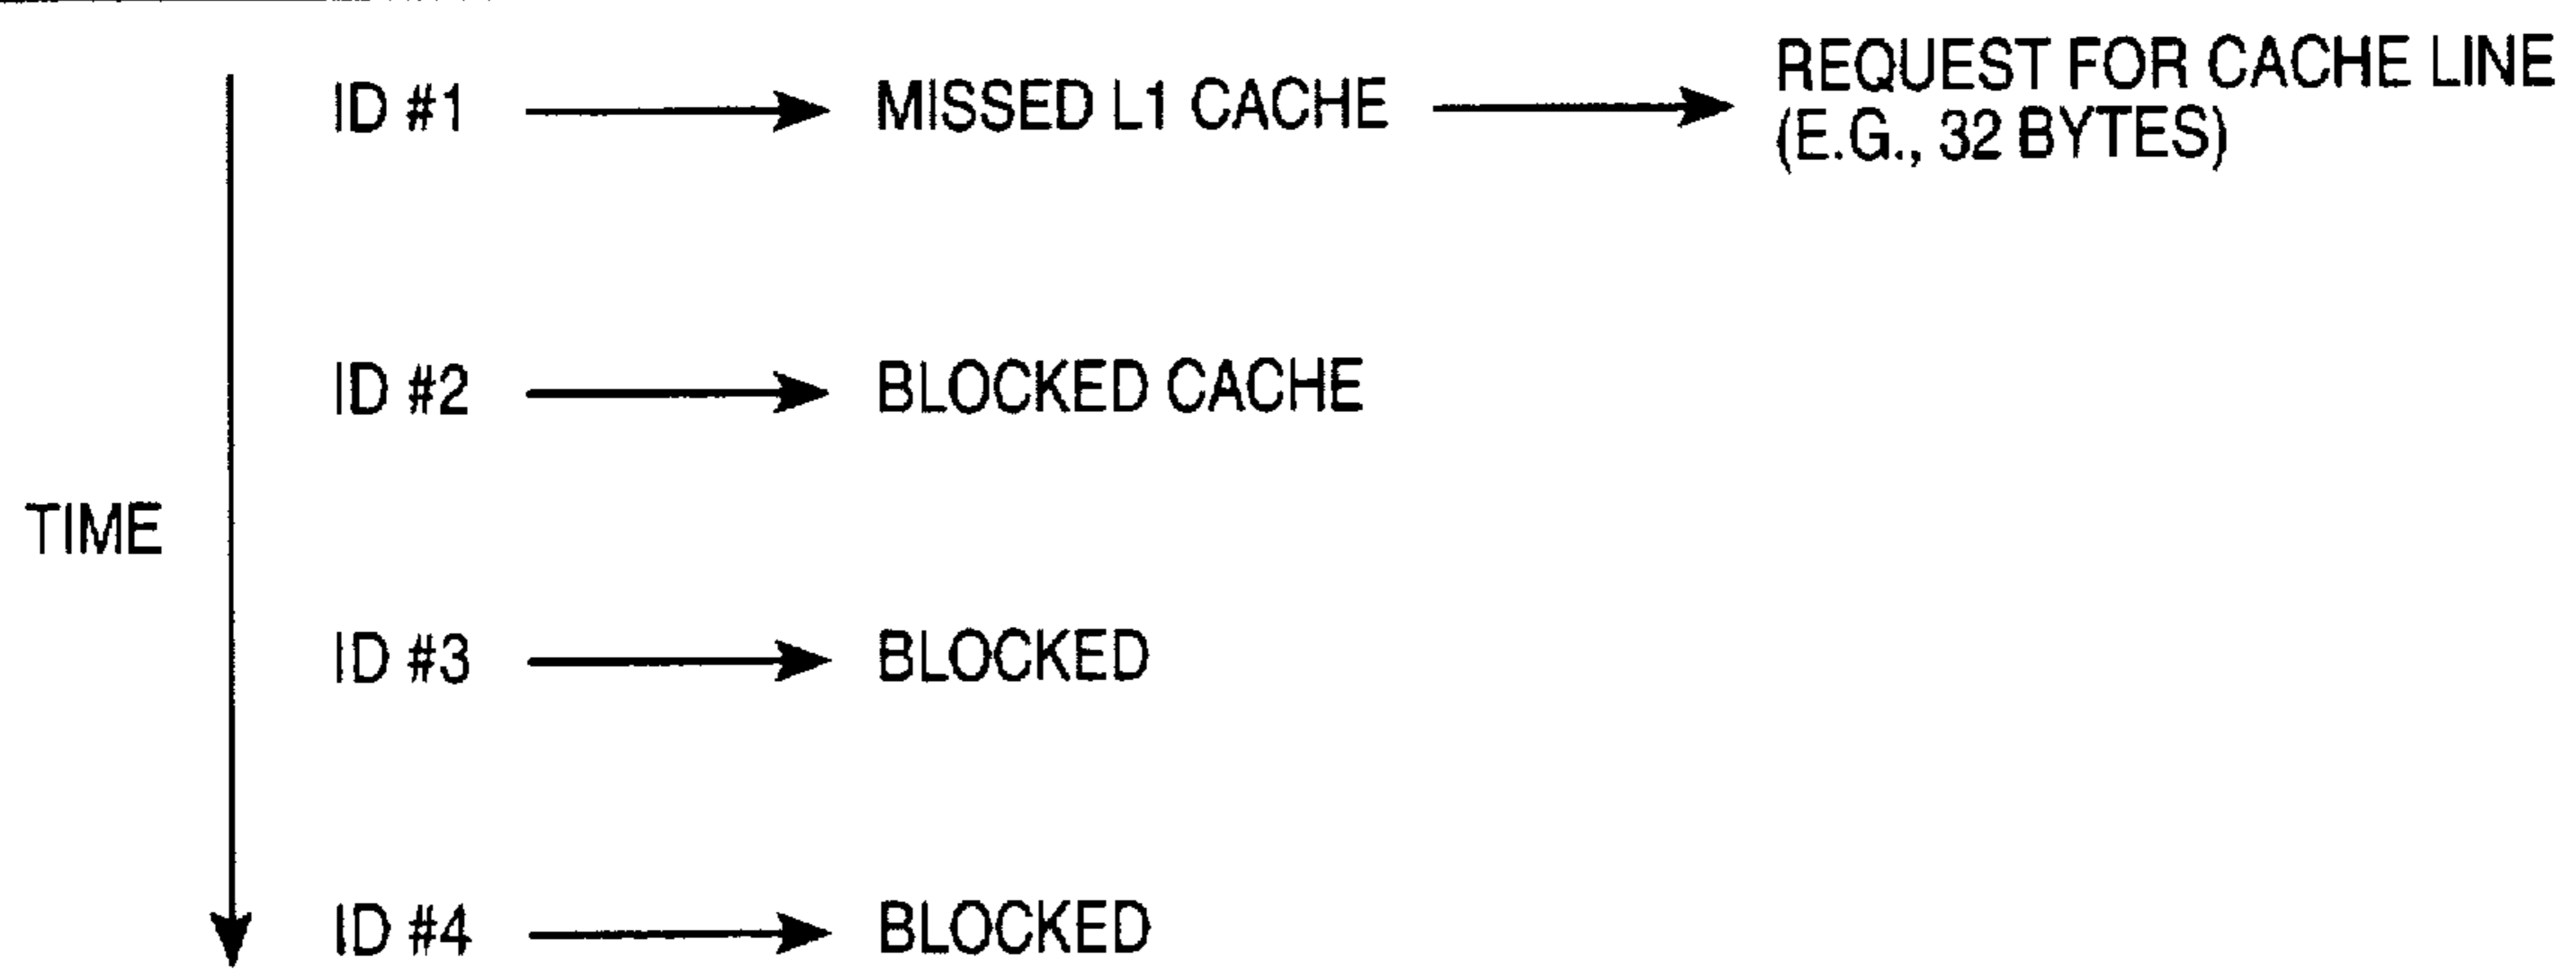 ID #1 MISSED L1 CACHE REQUEST FOR CACHE LINE
(E.G., 32 BYTES)
ID #2 BLOCKED CACHE
TIME
ID #3 BLOCKED
ID #4 BLOCKED